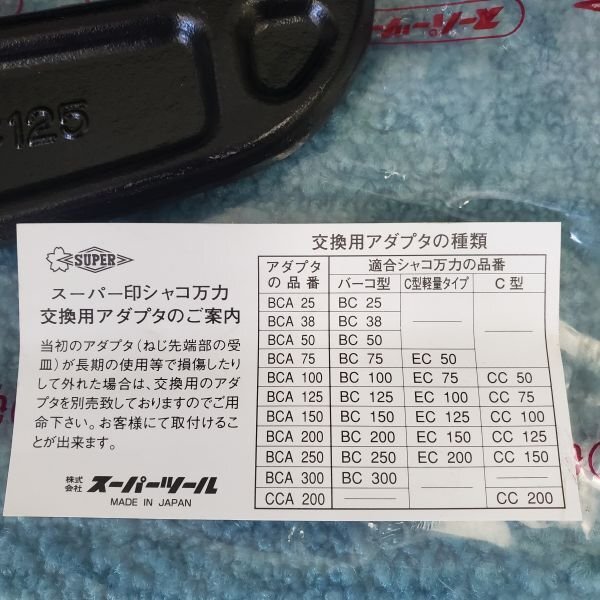 スーパーツール
125
SUPER
スーパー印シャコ万力
交換用アダプタのご案内
当初のアダプタ(ねじ先端部の受
皿)が長期の使用等で損傷したり
して外れた場合は、交換用のアダ
プタを別売致しておりますのでご用
命下さい。お客様にて取付けるこ
とが出来ます。
株式会社 スーパーツール
MADE IN JAPAN
交換用アダプタの種類
アダプタの品番 適合シャコ万力の品番
バーコ型 C型軽量タイプ C型
BCA 25 BC 25
BCA 38 BC 38
BCA 50 BC 50
BCA 75 BC 75 EC 50
BCA 100 BC 100 EC 75 CC 50
BCA 125 BC 125 EC 100 CC 75
BCA 150 BC 150 EC 125 CC 100
BCA 200 BC 200 EC 150 CC 125
BCA 250 BC 250 EC 200 CC 150
BCA 300 BC 300
CCA 200 CC 200